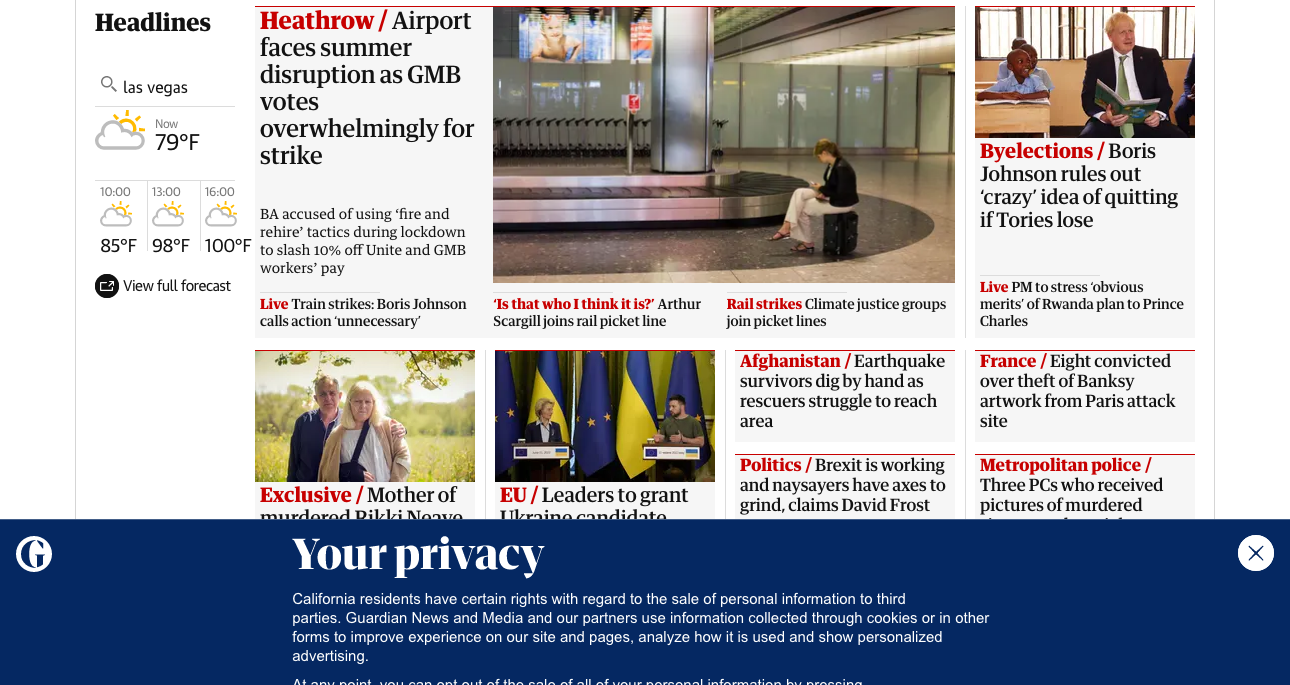 Headlines
las vegas
Now
79°F
10:00
13:00
16:00
85°F
98°F
100°F
View full forecast
Heathrow / Airport
faces summer
disruption as GMB
votes
overwhelmingly for
strike
BA accused of using ‘fire and
rehire’ tactics during lockdown
to slash 10% off Unite and GMB
workers’ pay
Live Train strikes: Boris Johnson
calls action ‘unnecessary’
‘Is that who I think it is?’ Arthur
Scargill joins rail picket line
Rail strikes Climate justice groups
join picket lines
Byelections / Boris
Johnson rules out
‘crazy’ idea of quitting
if Tories lose
Live PM to stress ‘obvious
merits’ of Rwanda plan to Prince
Charles
Exclusive / Mother of
murdered Rikki Neave
EU / Leaders to grant
Ukraine candidate
Afghanistan / Earthquake
survivors dig by hand as
rescuers struggle to reach
area
France / Eight convicted
over theft of Banksy
artwork from Paris attack
site
Politics / Brexit is working
and naysayers have axes to
grind, claims David Frost
Metropolitan police /
Three PCs who received
pictures of murdered
G
Your privacy
California residents have certain rights with regard to the sale of personal information to third
parties. Guardian News and Media and our partners use information collected through cookies or in other
forms to improve experience on our site and pages, analyze how it is used and show personalized
advertising.
At any point, you can opt out of the sale of all of your personal information by pressing